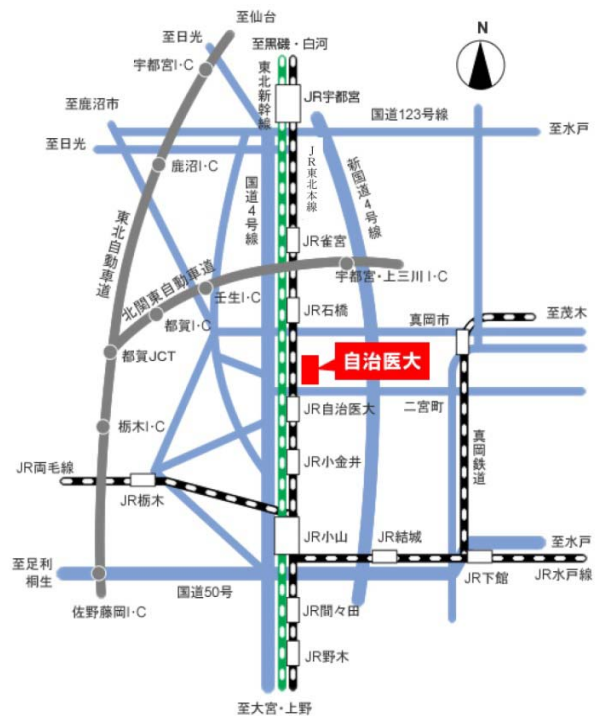 至仙台
N
至日光
至黒磯・白河
宇都宮I・C
東北新幹線
JR宇都宮
至鹿沼市
国道123号線
至水戸
至日光
鹿沼I・C
国道4号線
JR東北本線
新国道4号線
東北自動車道
JR雀宮
北関東自動車道
宇都宮・上三川 I・C
壬生I・C
都賀I・C
JR石橋
真岡市
至茂木
都賀JCT
自治医大
JR自治医大
二宮町
栃木I・C
真岡鉄道
JR小金井
JR両毛線
JR栃木
JR小山
JR結城
至水戸
至足利
桐生
国道50号
JR下館
JR水戸線
佐野藤岡I・C
JR間々田
JR野木
至大宮・上野